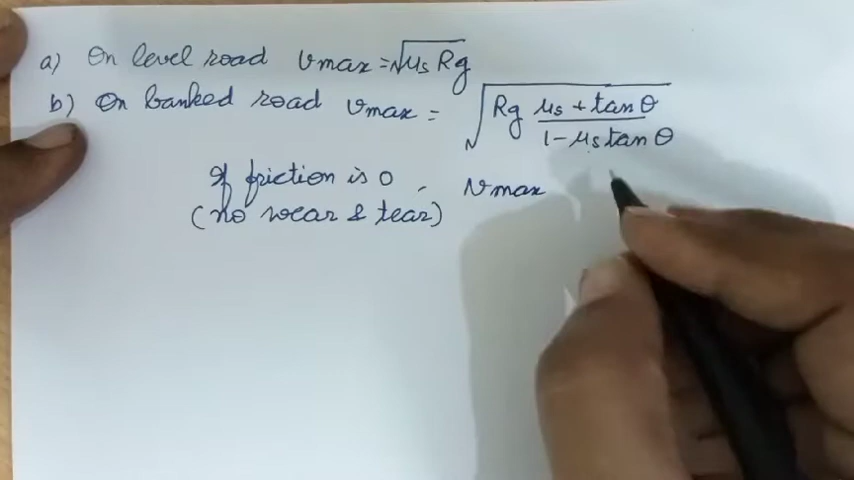 a) On level road vmax = √μs Rg
b) On banked road vmax = √Rg (μs + tan θ)/(1 - μs tan θ)
If friction is 0, vmax
(no wear & tear)